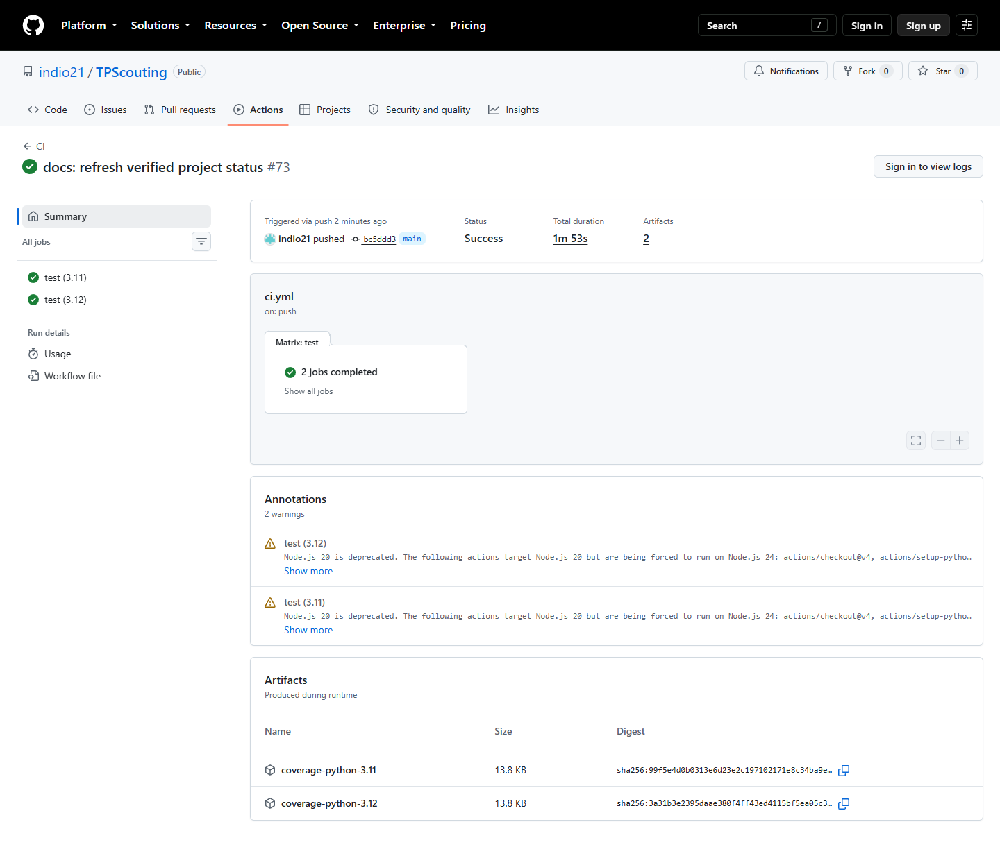 Platform Solutions Resources Open Source Enterprise Pricing Search / Sign in Sign up
indio21 / TPScouting Public Notifications Fork 0 Star 0
Code Issues Pull requests Actions Projects Security and quality Insights
CI
docs: refresh verified project status #73
Sign in to view logs
Summary
All jobs
test (3.11)
test (3.12)
Run details
Usage
Workflow file
Triggered via push 2 minutes ago Status Total duration Artifacts
indio21 pushed bc5ddd3 main Success 1m 53s 2
ci.yml
on: push
Matrix: test
2 jobs completed
Show all jobs
Annotations
2 warnings
test (3.12)
Node.js 20 is deprecated. The following actions target Node.js 20 but are being forced to run on Node.js 24: actions/checkout@v4, actions/setup-pytho…
Show more
test (3.11)
Node.js 20 is deprecated. The following actions target Node.js 20 but are being forced to run on Node.js 24: actions/checkout@v4, actions/setup-pytho…
Show more
Artifacts
Produced during runtime
Name Size Digest
coverage-python-3.11 13.8 KB sha256:99f5e4d0b0313e6d23e2c197102171e8c34ba9e…
coverage-python-3.12 13.8 KB sha256:3a31b3e2395daae380f4ff43ed4115bf5ea05c3…